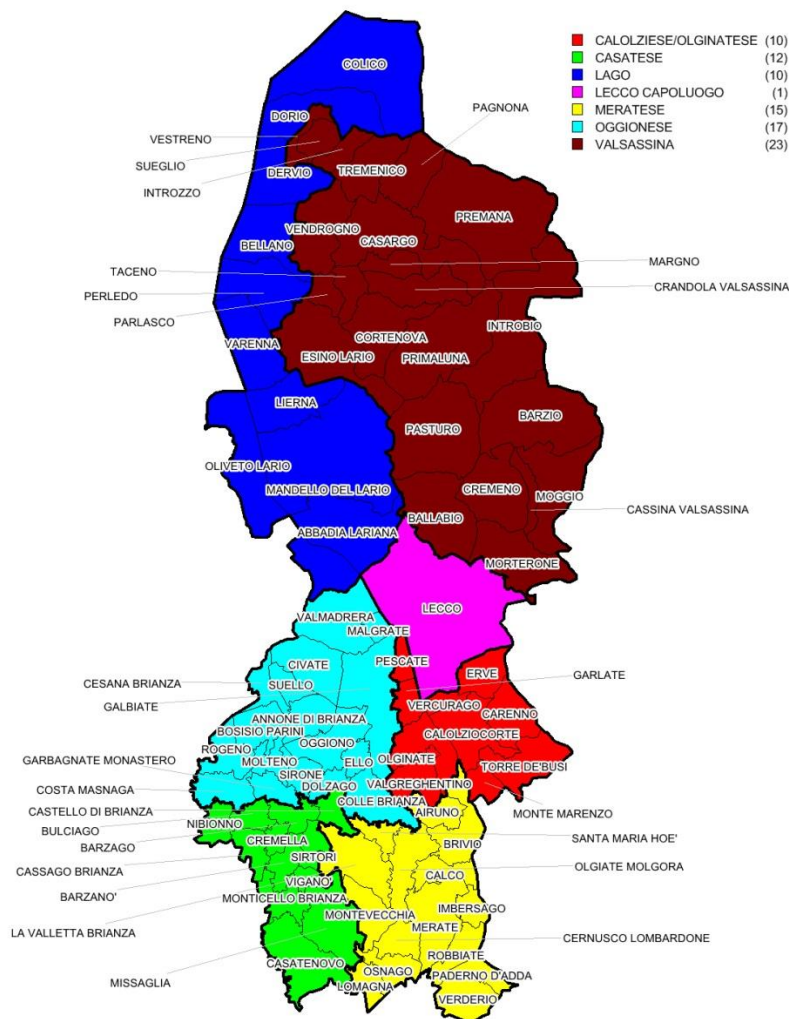 CALOLZIESE/OLGINATESE (10)
CASATESE (12)
LAGO (10)
LECCO CAPOLUOGO (1)
MERATESE (15)
OGGIONESE (17)
VALSASSINA (23)
COLICO
PAGNONA
DORIO
VESTRENO
SUEGLIO
TREMENICO
DERVIO
INTROZZO
PREMANA
VENDROGNO
CASARGO
BELLANO
MARGNO
TACENO
CRANDOLA VALSASSINA
PERLEDO
PARLASCO
INTROBIO
CORTENOVA
VARENNA
ESINO LARIO
PRIMALUNA
LIERNA
BARZIO
PASTURO
OLIVETO LARIO
MANDELLO DEL LARIO
CREMENO
MOGGIO
CASSINA VALSASSINA
BALLABIO
ABBADIA LARIANA
MORTERONE
LECCO
VALMADRERA
MALGRATE
PESCATE
CIVATE
ERVE
GARLATE
CESANA BRIANZA
SUELLO
GALBIATE
VERCURAGO
CARENNO
ANNONE DI BRIANZA
BOSISIO PARINI
CALOLZIOCORTE
OGGIONO
ROGENO
GARBAGNATE MONASTERO
MOLTENO
ELLO
OLGINATE
TORRE DE'BUSI
SIRONE
COSTA MASNAGA
DOLZAGO
VALGREGHENTINO
COLLE BRIANZA
CASTELLO DI BRIANZA
AIRUNO
MONTE MARENZO
NIBIONNO
BULCIAGO
SANTA MARIA HOE'
CREMELLA
BARZAGO
BRIVIO
SIRTORI
CASSAGO BRIANZA
OLGIATE MOLGORA
CALCO
VIGANO'
BARZANO'
MONTICELLO BRIANZA
IMBERSAGO
MONTEVECCHIA
LA VALLETTA BRIANZA
MERATE
CERNUSCO LOMBARDONE
ROBBIATE
CASATENOVO
MISSAGLIA
OSNAGO
PADERNO D'ADDA
LOMAGNA
VERDERIO